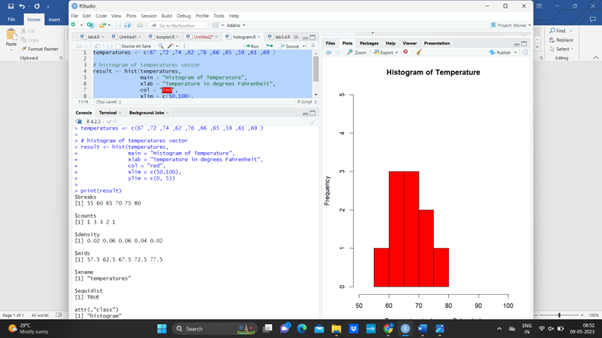 RStudio
File Edit Code View Plots Session Build Debug Profile Tools Help
Go to file/function
Addins
Project: (None)
lab4.R
Untitled1
boxplot.R
Untitled2*
histogram.R
lab3.R
Source on Save
Run
Source
1 temperatures <- c(67 ,72 ,74 ,62 ,76 ,66 ,65 ,59 ,61 ,69 )
2
3 # histogram of temperatures vector
4 result <- hist(temperatures,
5 main = "Histogram of Temperature",
6 xlab = "Temperature in degrees Fahrenheit",
7 col = "red",
8 xlim = c(50,100),
(Top Level)
R Script
Console Terminal Background Jobs
R 4.2.3
> temperatures <- c(67 ,72 ,74 ,62 ,76 ,66 ,65 ,59 ,61 ,69 )
>
> # histogram of temperatures vector
> result <- hist(temperatures,
+ main = "Histogram of Temperature",
+ xlab = "Temperature in degrees Fahrenheit",
+ col = "red",
+ xlim = c(50,100),
+ ylim = c(0, 5))
>
> print(result)
$breaks
[1] 55 60 65 70 75 80
$counts
[1] 1 3 3 2 1
$density
[1] 0.02 0.06 0.06 0.04 0.02
$mids
[1] 57.5 62.5 67.5 72.5 77.5
$xname
[1] "temperatures"
$equidist
[1] TRUE
attr(,"class")
[1] "histogram"
Files Plots Packages Help Viewer Presentation
Zoom Export
Publish
Histogram of Temperature
Frequency
5
4
3
2
1
0
50 60 70 80 90 100
File
Paste
Cut
Copy
Format Painter
Clipboard
Find
Replace
Select
Editing
Page 1 of 1
100%
29°C
Mostly sunny
Search
ENG
IN
08:52
09-05-2023